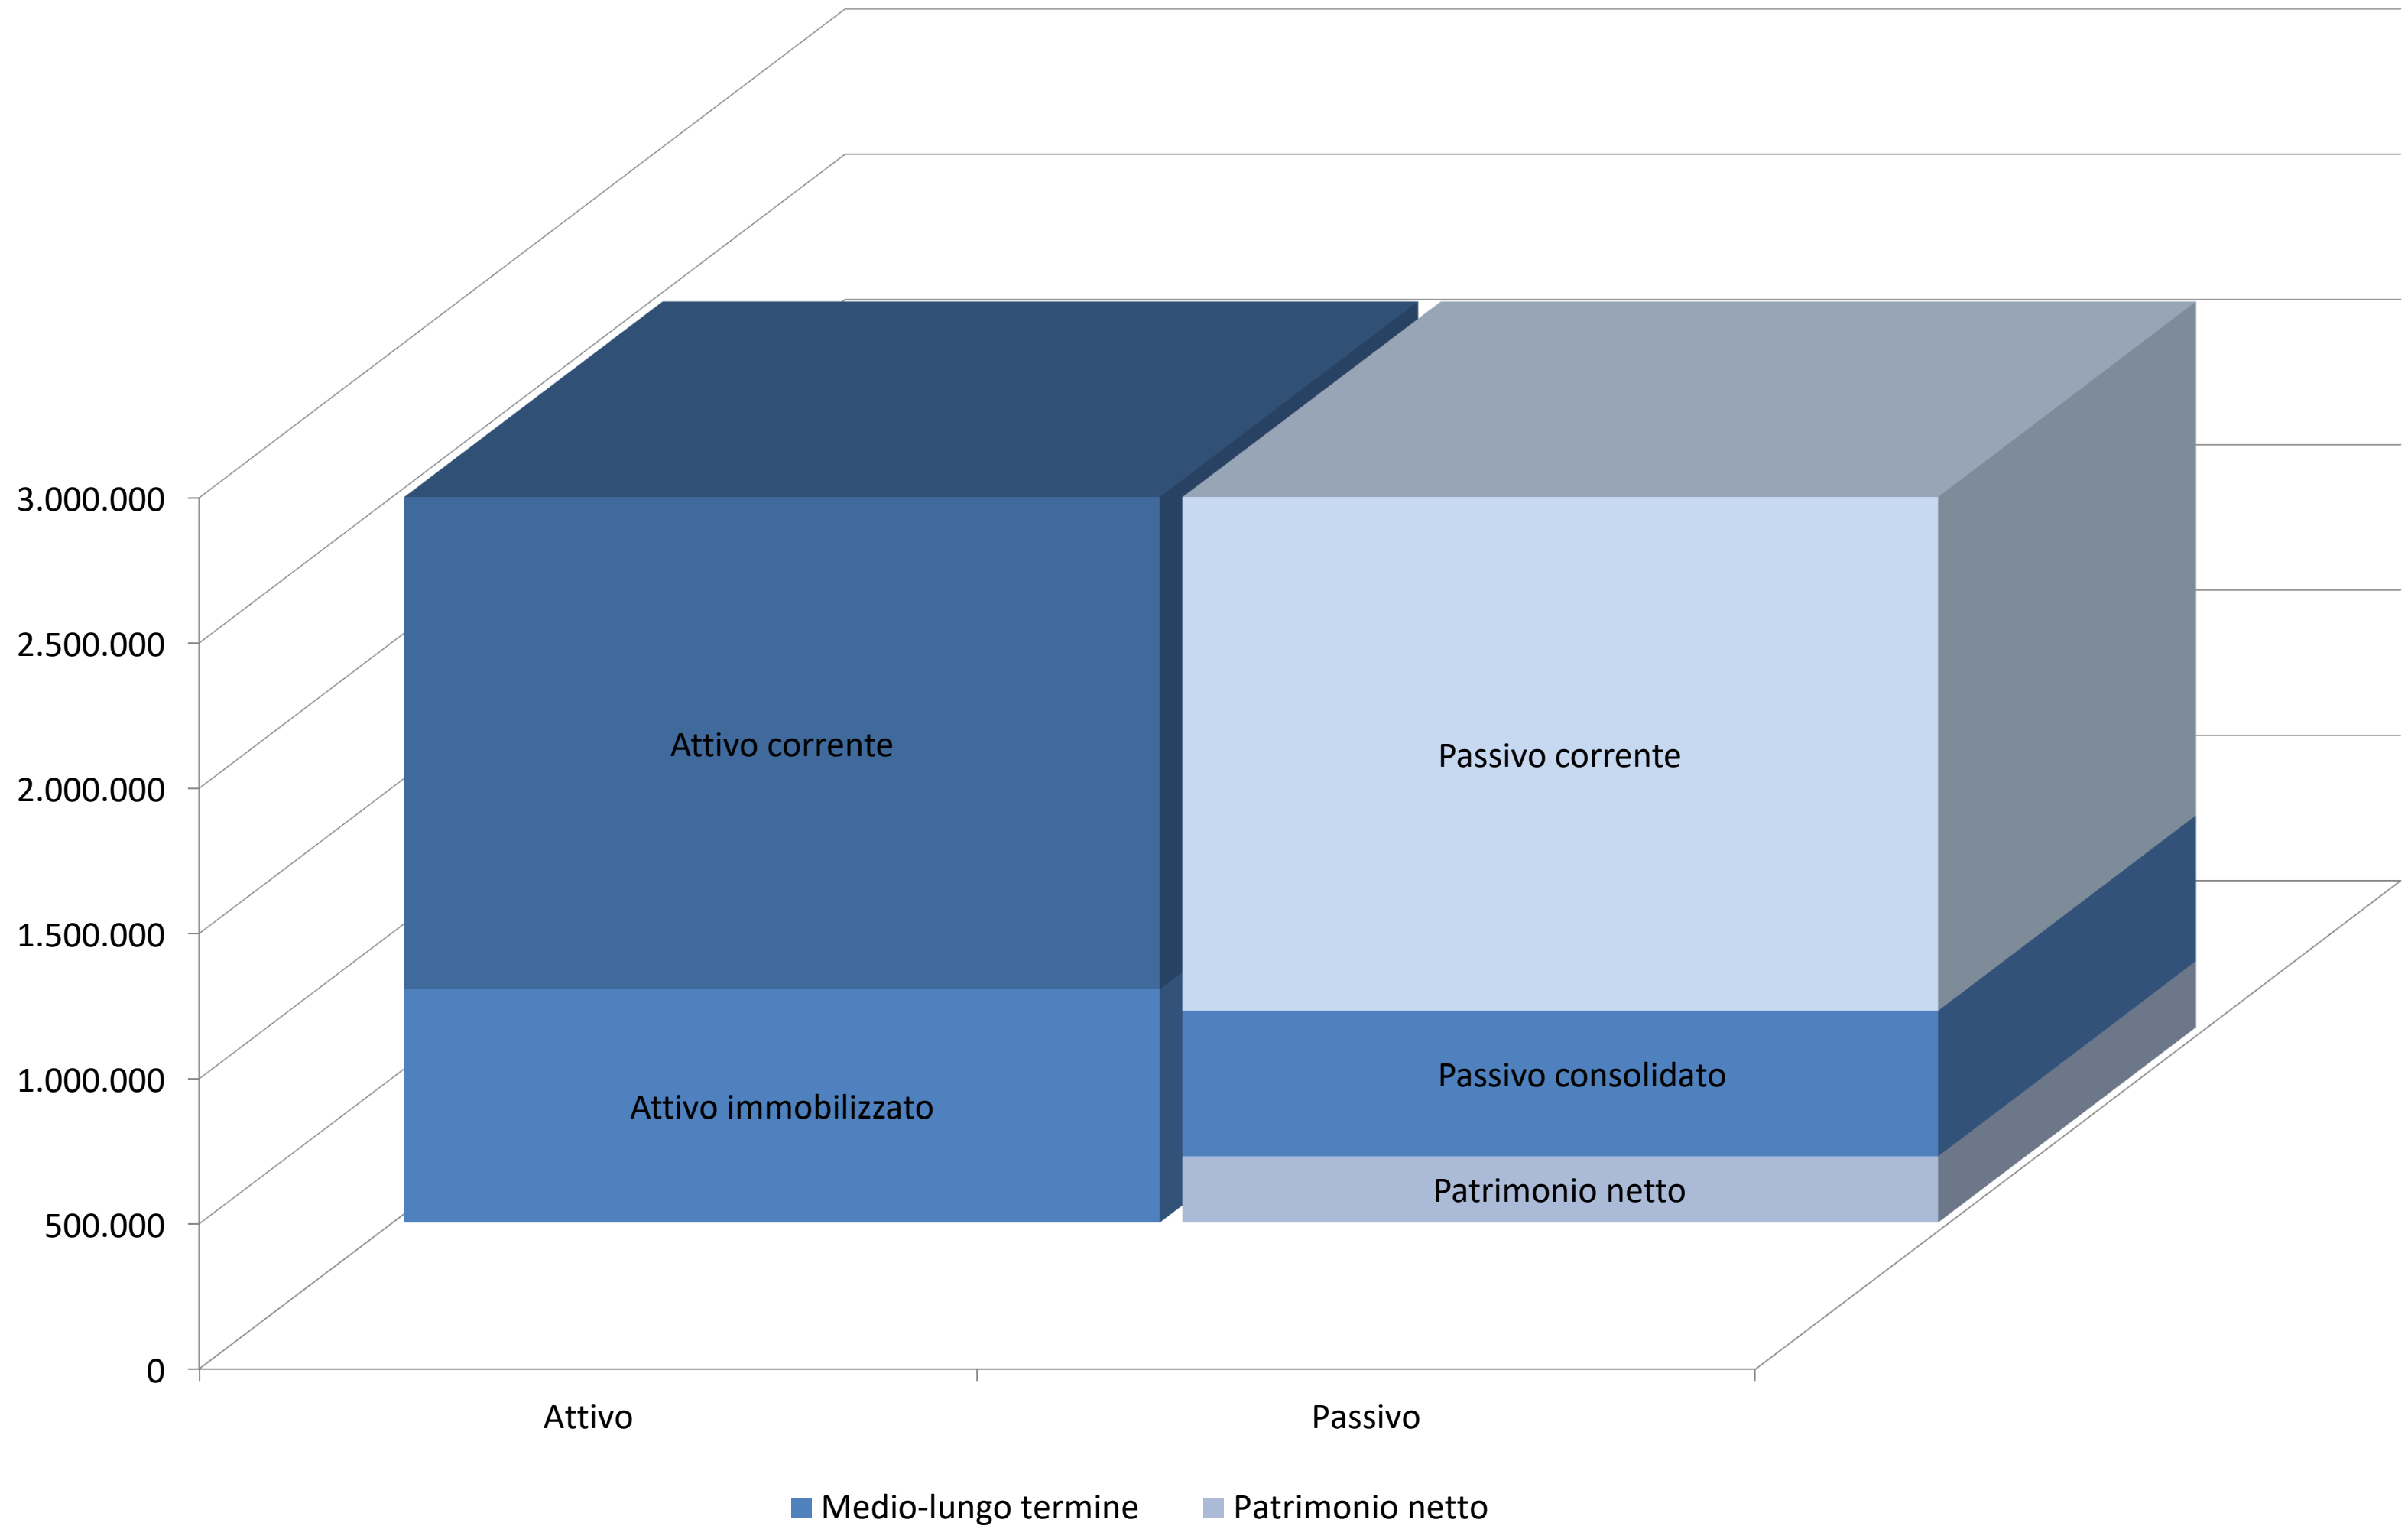 3.000.000
2.500.000
2.000.000
1.500.000
1.000.000
500.000
0
Attivo corrente
Attivo immobilizzato
Passivo corrente
Passivo consolidato
Patrimonio netto
Attivo
Passivo
Medio-lungo termine
Patrimonio netto